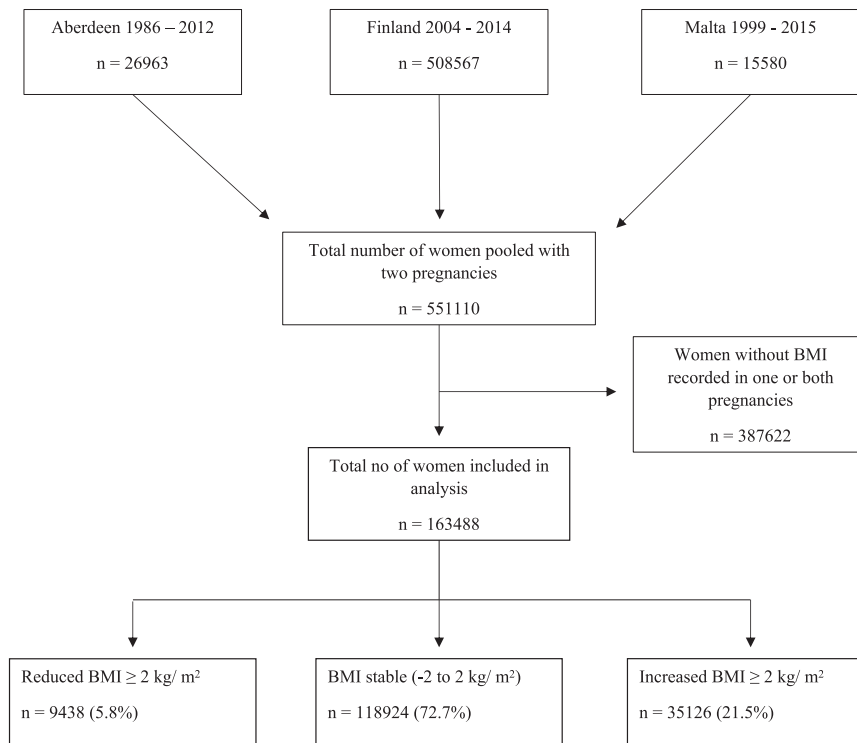 Aberdeen 1986 – 2012
n = 26963
Finland 2004 - 2014
n = 508567
Malta 1999 - 2015
n = 15580
Total number of women pooled with
two pregnancies
n = 551110
Women without BMI
recorded in one or both
pregnancies
n = 387622
Total no of women included in
analysis
n = 163488
Reduced BMI ≥ 2 kg/ m²
n = 9438 (5.8%)
BMI stable (-2 to 2 kg/ m²)
n = 118924 (72.7%)
Increased BMI ≥ 2 kg/ m²
n = 35126 (21.5%)